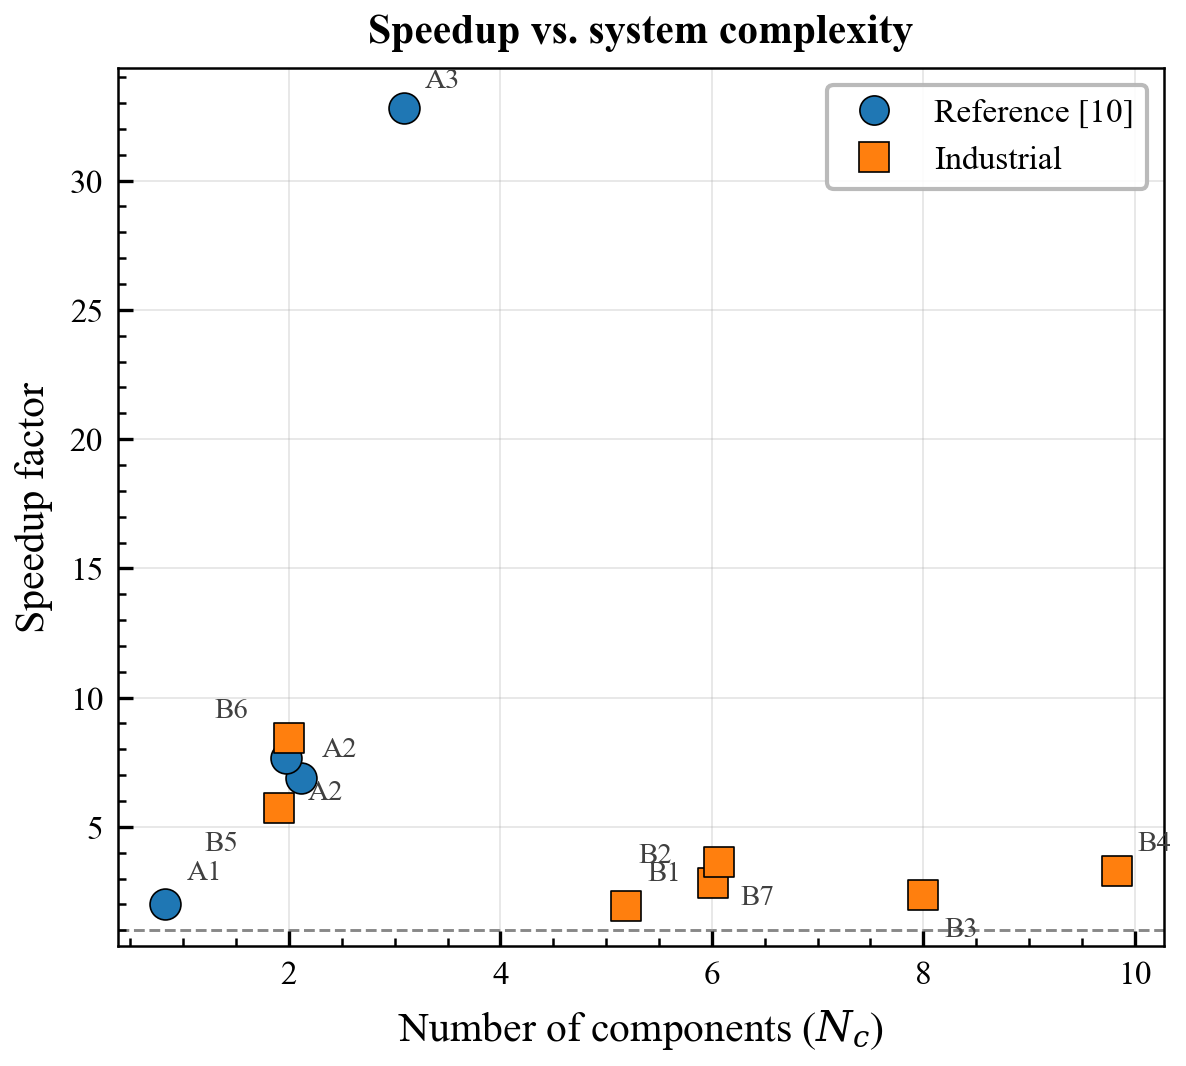 Speedup vs. system complexity
A3
Reference [10]
Industrial
30
25
20
15
10
5
Speedup factor
B6
A2
A2
B5
A1
B2
B1
B7
B3
B4
2
4
6
8
10
Number of components (N_c)